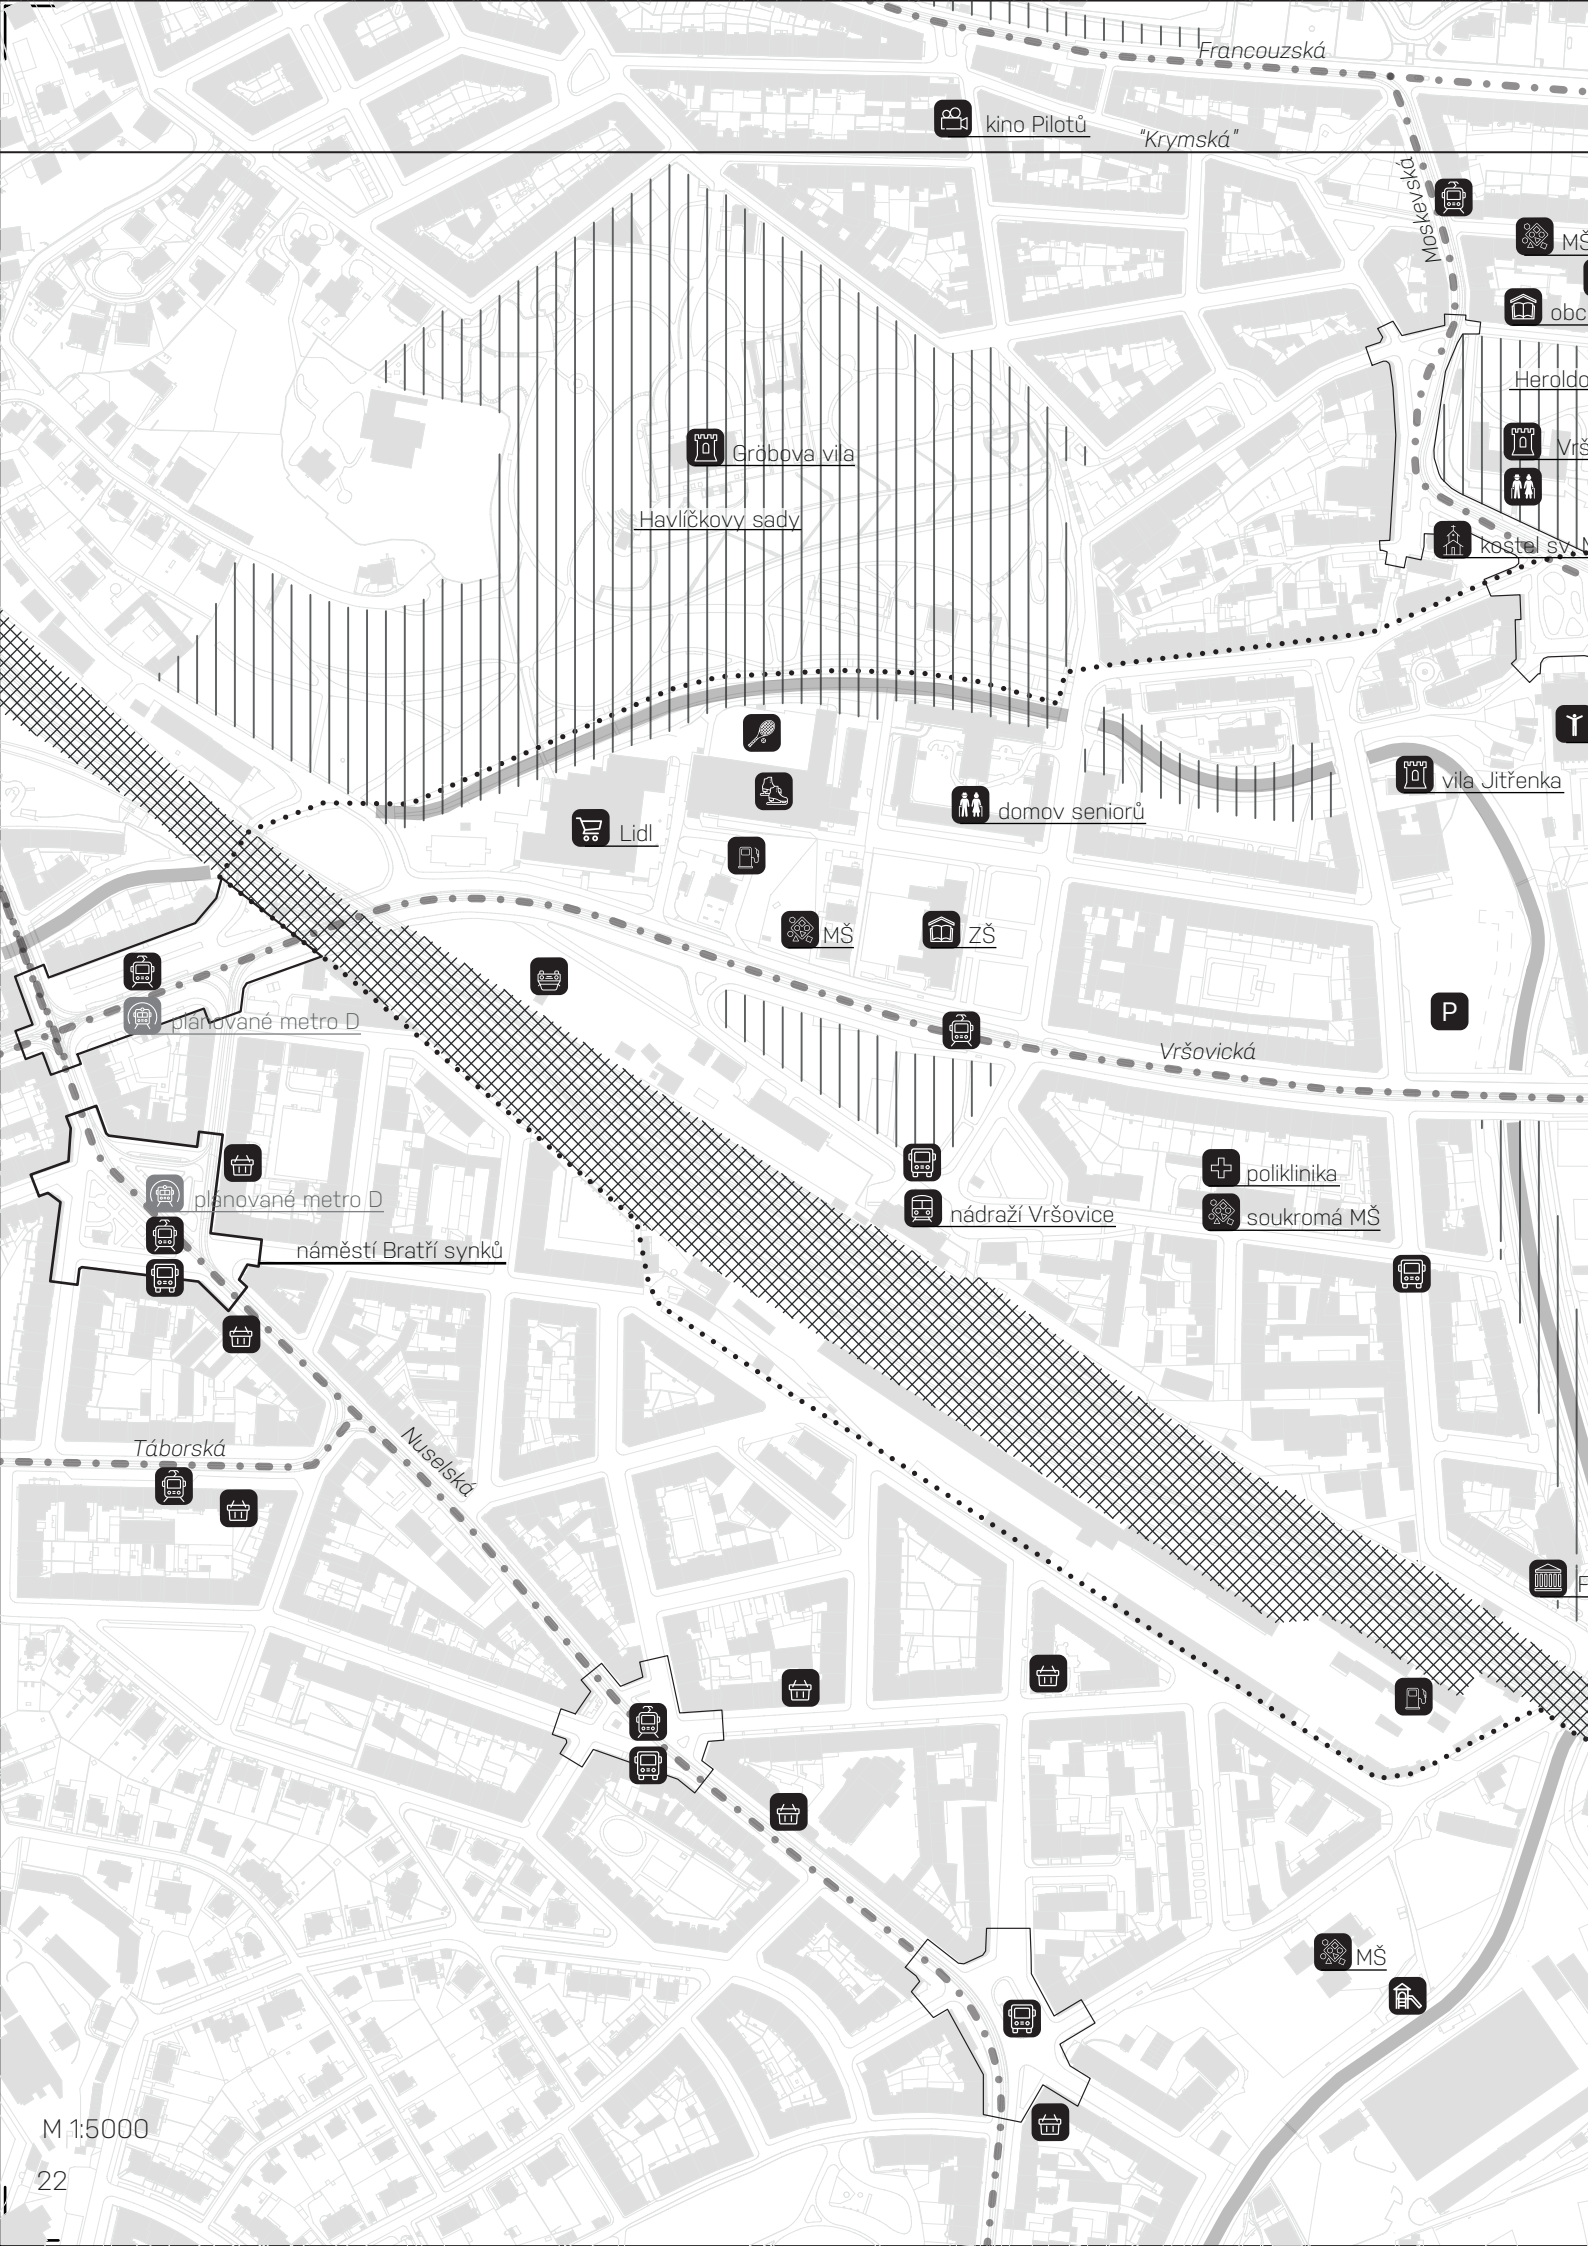 Francouzská
kino Pilotů
"Krymská"
Moskevská
MŠ
obc
Heroldo
Gröbova vila
Vrš
Havlíčkovy sady
kostel sv.
vila Jitřenka
domov seniorů
Lidl
MŠ
ZŠ
P
plánované metro D
Vršovická
poliklinika
plánované metro D
nádraží Vršovice
soukromá MŠ
náměstí Bratří synků
Táborská
Nuselská
MŠ
M 1:5000
22